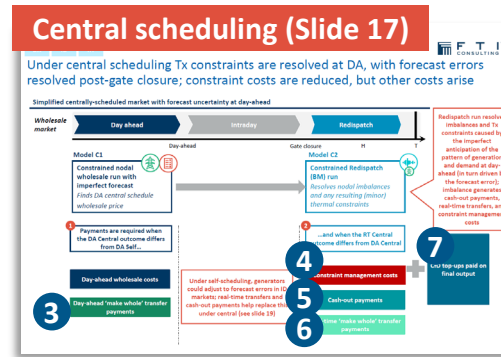 Central scheduling (Slide 17)
F T I
CONSULTING
Under central scheduling Tx constraints are resolved at DA, with forecast errors
resolved post-gate closure; constraint costs are reduced, but other costs arise
Simplified centrally-scheduled market with forecast uncertainty at day-ahead
Wholesale
market
Day ahead
Intraday
Redispatch
Day-ahead
Gate closure
H
T
Model C1
Constrained nodal
wholesale run with
imperfect forecast
Finds DA central schedule
wholesale price
Model C2
Constrained Redispatch
(BM) run
Resolves nodal imbalances and
any resulting (minor)
thermal constraints
Redispatch run resolve
imbalances and Tx
constraints caused by
the imperfect
anticipation of the
pattern of generation
and demand at day-
ahead (in turn driven b
the forecast error);
imbalance generates
cash-out payments,
real-time transfers, an
constraint management
costs
1
Payments are required when
the DA Central outcome differs
from DA Self...
2
...and when the RT Central
outcome differs from DA Central
Day-ahead wholesale costs
3
Day-ahead 'make whole' transfer
payments
Under self-scheduling, generators
could adjust to forecast errors in ID
markets; real-time transfers and
cash-out payments help replace this
under central (see slide 19)
4
Constraint management costs
5
Cash-out payments
6
time 'make whole' transfer
payments
7
top-ups paid on
final output